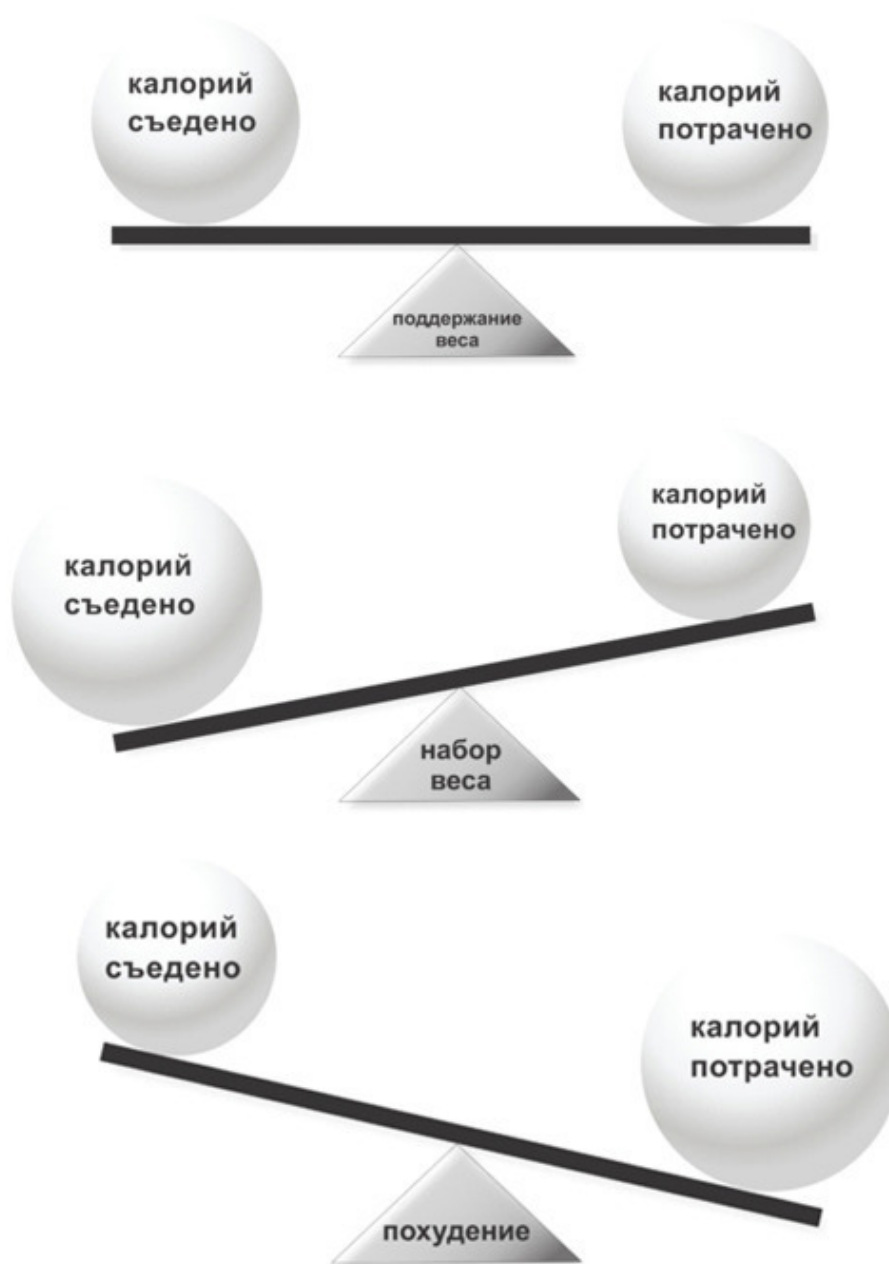 калорий
съедено
калорий
потрачено
поддержание
веса
калорий
потрачено
калорий
съедено
набор
веса
калорий
съедено
калорий
потрачено
похудение